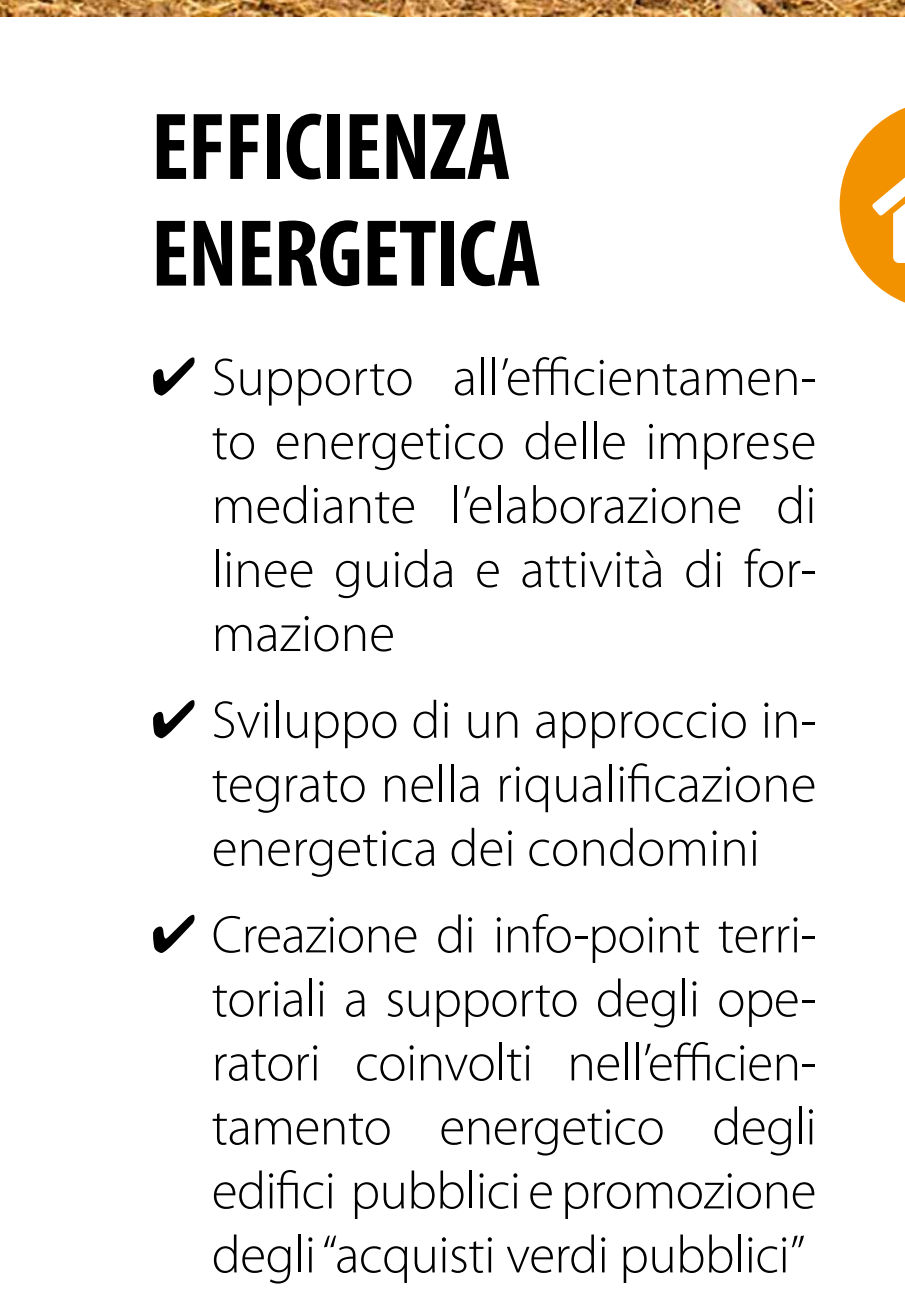 EFFICIENZA
ENERGETICA
✔ Supporto all’efficientamen-
to energetico delle imprese
mediante l’elaborazione di
linee guida e attività di for-
mazione
✔ Sviluppo di un approccio in-
tegrato nella riqualificazione
energetica dei condomini
✔ Creazione di info-point terri-
toriali a supporto degli ope-
ratori coinvolti nell’efficien-
tamento energetico degli
edifici pubblici e promozione
degli “acquisti verdi pubblici”